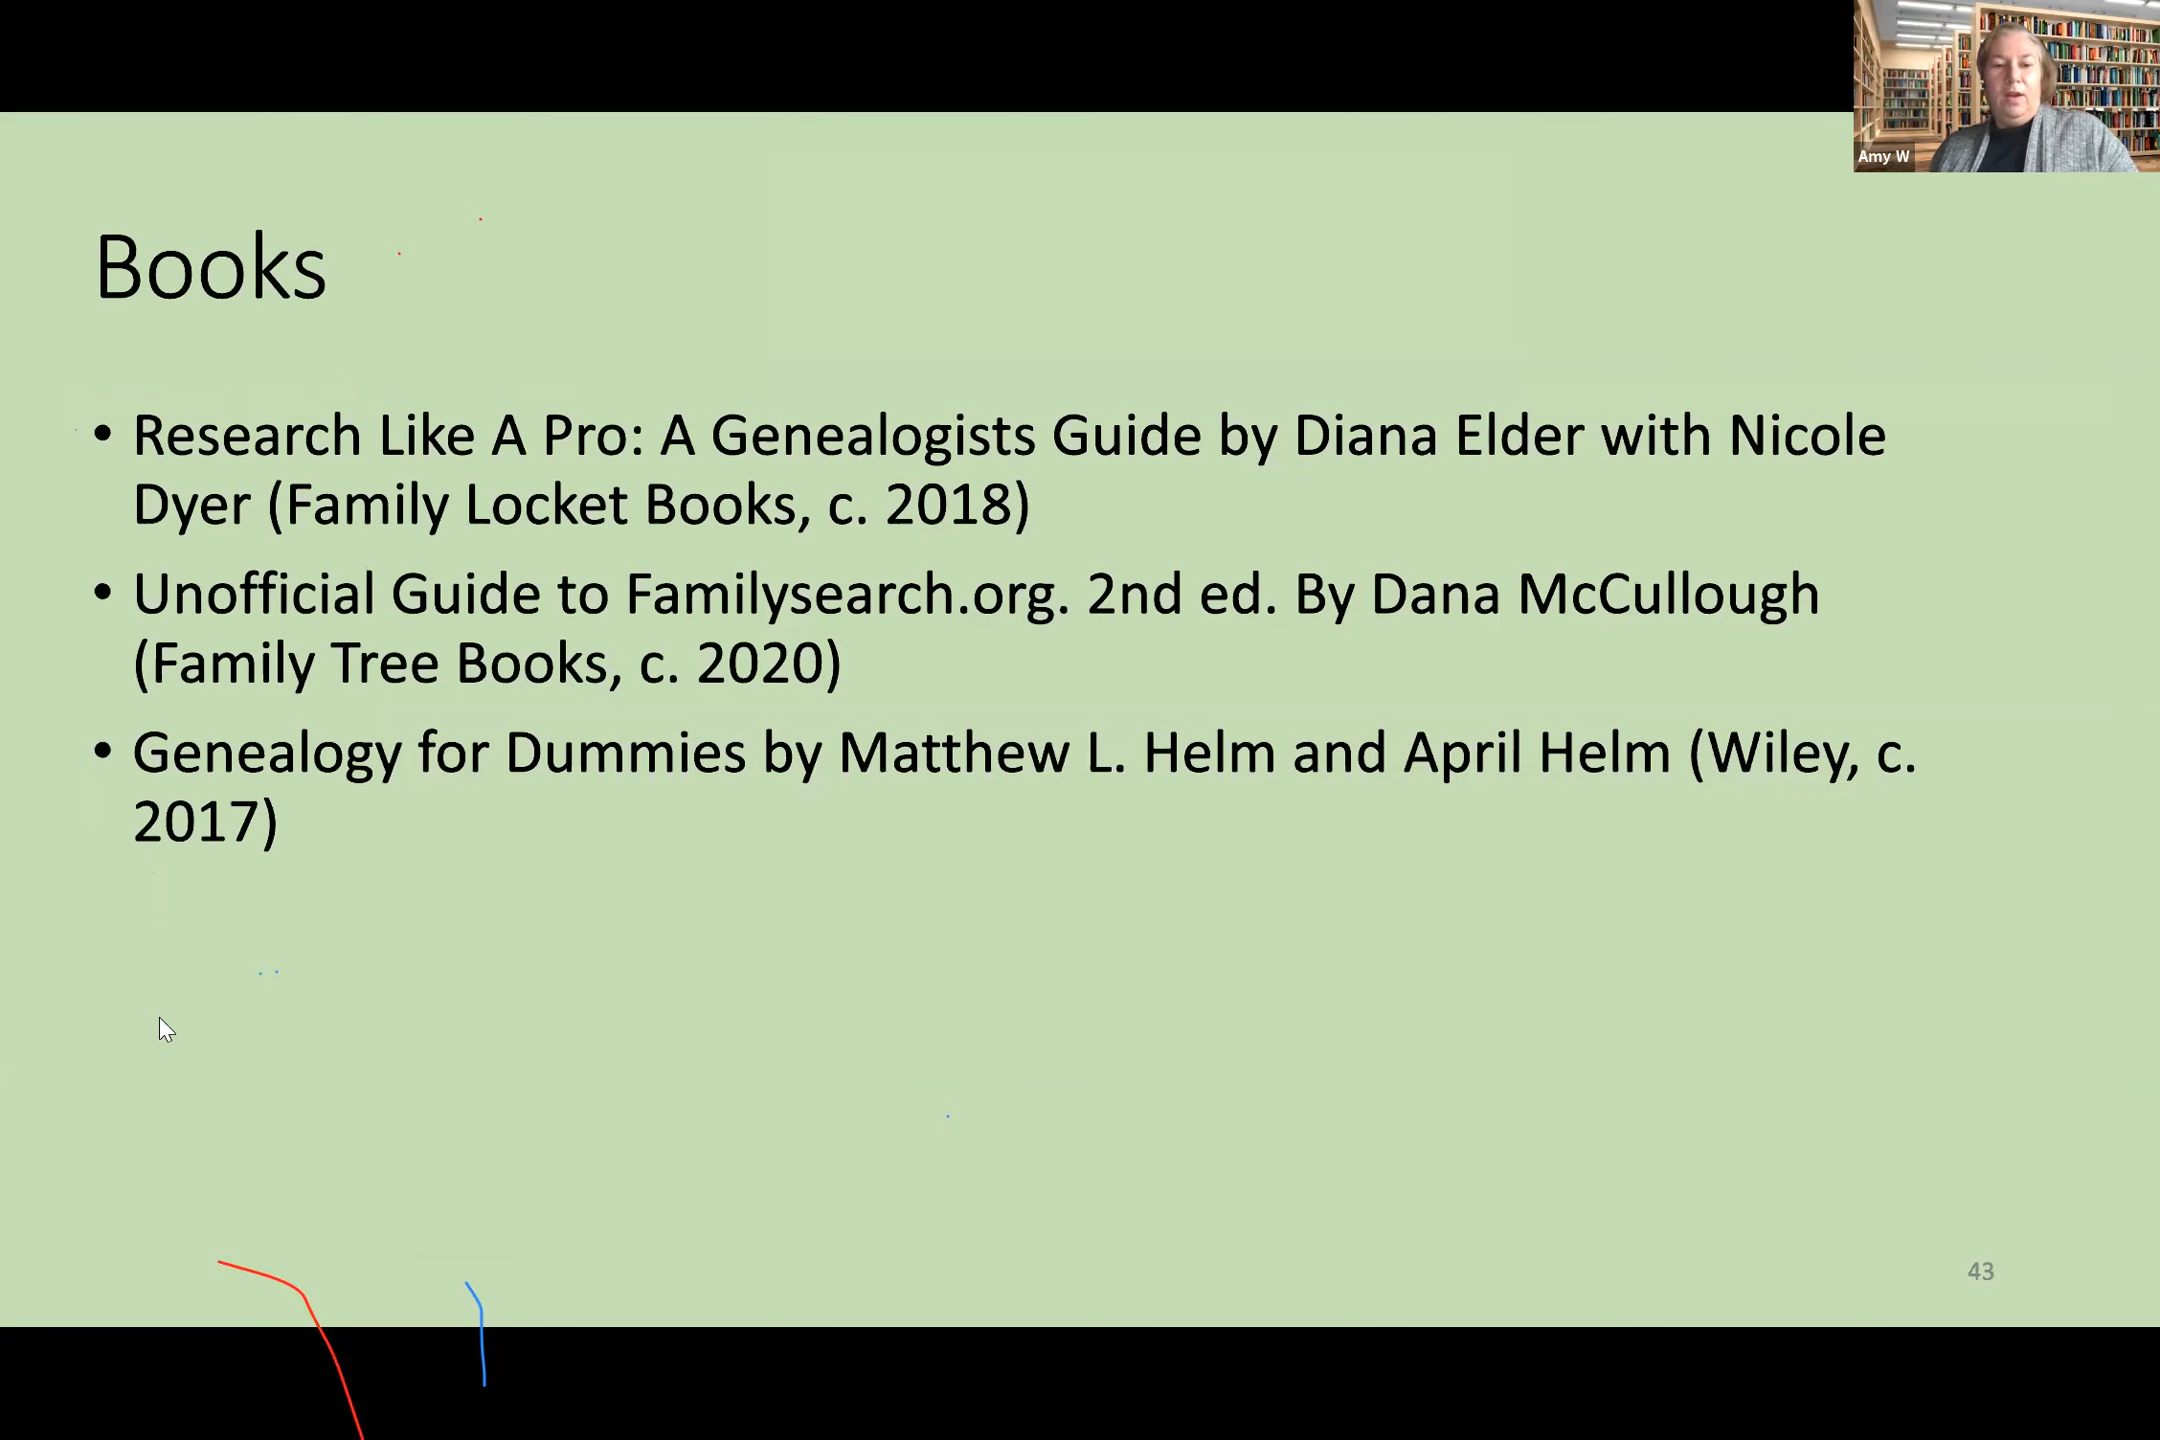 Amy W
Books
• Research Like A Pro: A Genealogists Guide by Diana Elder with Nicole
Dyer (Family Locket Books, c. 2018)
• Unofficial Guide to Familysearch.org. 2nd ed. By Dana McCullough
(Family Tree Books, c. 2020)
• Genealogy for Dummies by Matthew L. Helm and April Helm (Wiley, c.
2017)
43